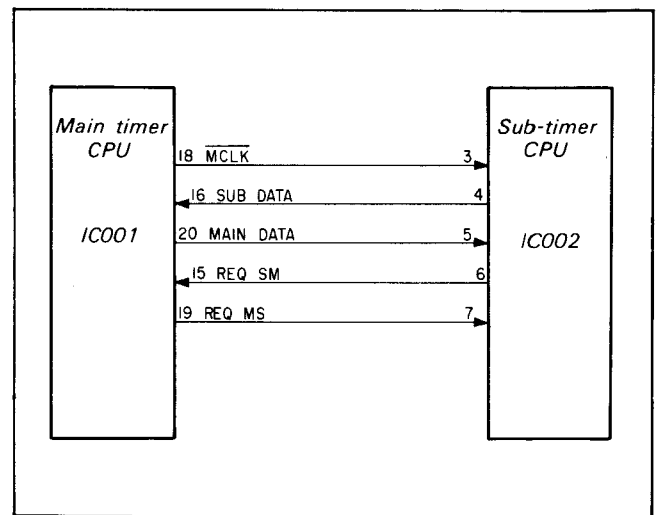 Main timer
CPU
Sub-timer
CPU
18 MCLK 3
16 SUB DATA 4
IC001
20 MAIN DATA 5
IC002
15 REQ SM 6
19 REQ MS 7